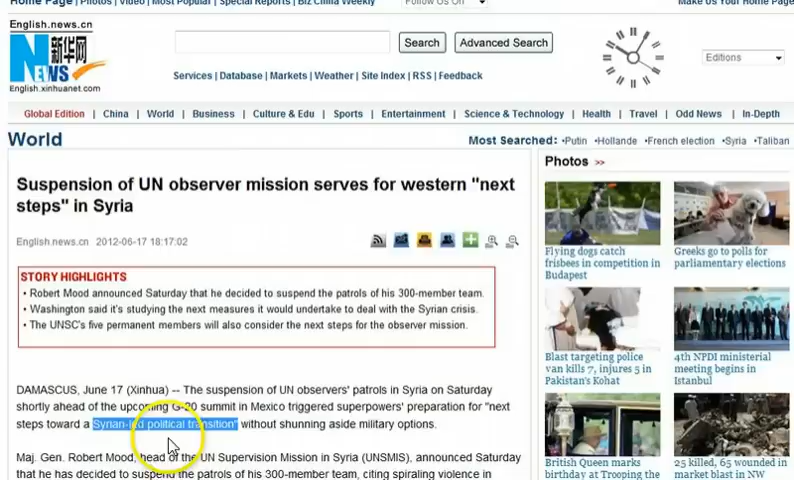 Home Page | Photos | Video | Most Popular | Special Reports | Biz China Weekly
Follow Us On
Make Us Your Home Page
English.news.cn
新华网
NEWS
English.xinhuanet.com
Search
Advanced Search
Editions
Services | Database | Markets | Weather | Site Index | RSS | Feedback
Global Edition | China | World | Business | Culture & Edu | Sports | Entertainment | Science & Technology | Health | Travel | Odd News | In-Depth
World
Most Searched: •Putin •Hollande •French election •Syria •Taliban
Suspension of UN observer mission serves for western "next
steps" in Syria
English.news.cn 2012-06-17 18:17:02
STORY HIGHLIGHTS
• Robert Mood announced Saturday that he decided to suspend the patrols of his 300-member team.
• Washington said it's studying the next measures it would undertake to deal with the Syrian crisis.
• The UNSC's five permanent members will also consider the next steps for the observer mission.
DAMASCUS, June 17 (Xinhua) -- The suspension of UN observers' patrols in Syria on Saturday
shortly ahead of the upcoming G-20 summit in Mexico triggered superpowers' preparation for "next
steps toward a Syrian-led political transition" without shunning aside military options.
Maj. Gen. Robert Mood, head of the UN Supervision Mission in Syria (UNSMIS), announced Saturday
that he has decided to suspend the patrols of his 300-member team, citing spiraling violence in
Photos >>
Flying dogs catch
frisbees in competition in
Budapest
Greeks go to polls for
parliamentary elections
Blast targeting police
van kills 7, injures 5 in
Pakistan's Kohat
4th NPDI ministerial
meeting begins in
Istanbul
British Queen marks
birthday at Trooping the
25 killed, 65 wounded in
market blast in NW